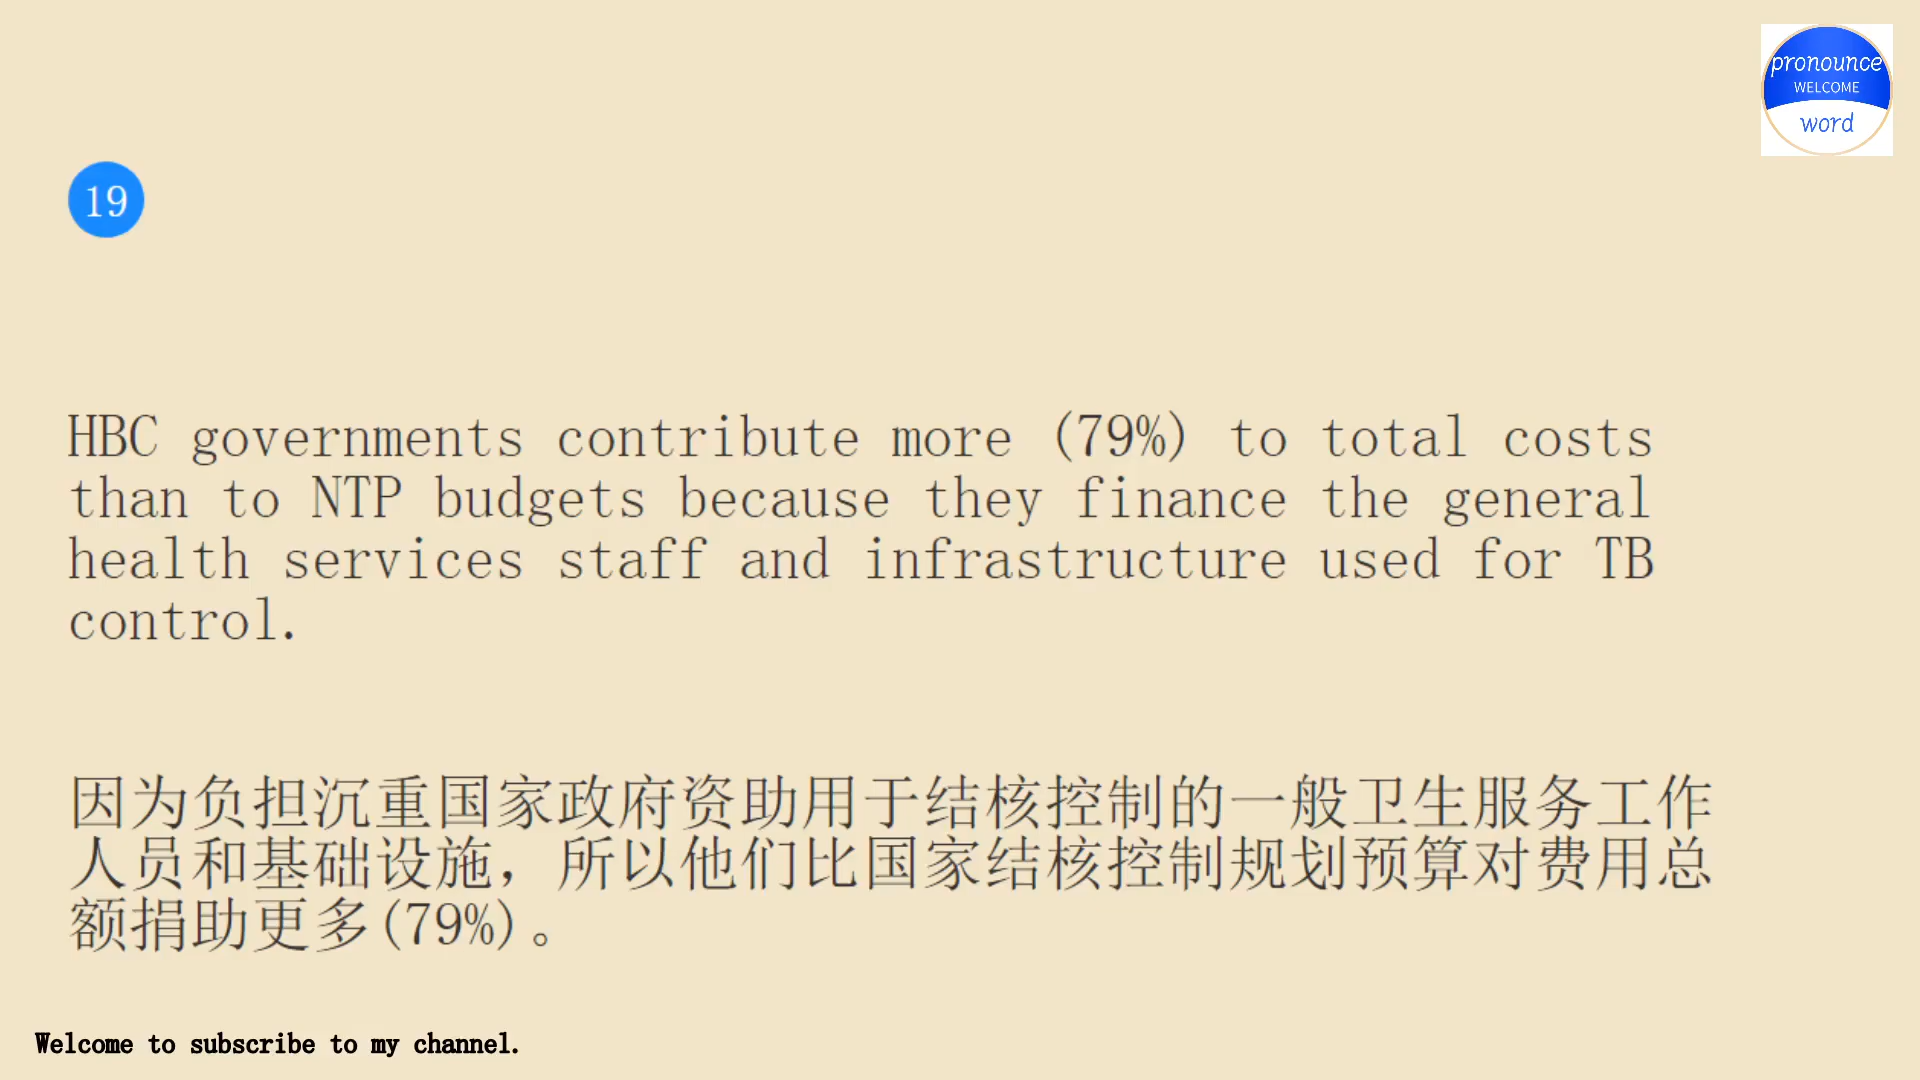 pronounce
WELCOME
word
19
HBC governments contribute more (79%) to total costs
than to NTP budgets because they finance the general
health services staff and infrastructure used for TB
control.
因为负担沉重国家政府资助用于结核控制的一般卫生服务工作
人员和基础设施，所以他们比国家结核控制规划预算对费用总
额捐助更多(79%)。
Welcome to subscribe to my channel.